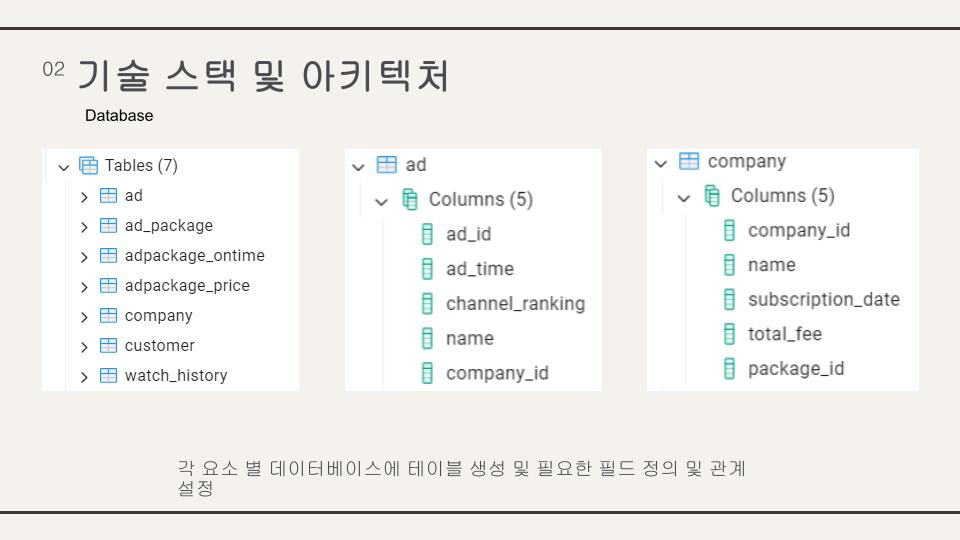 02 기술 스택 및 아키텍처
Database
Tables (7)
ad
ad_package
adpackage_ontime
adpackage_price
company
customer
watch_history
ad
Columns (5)
ad_id
ad_time
channel_ranking
name
company_id
company
Columns (5)
company_id
name
subscription_date
total_fee
package_id
각 요소 별 데이터베이스에 테이블 생성 및 필요한 필드 정의 및 관계
설정